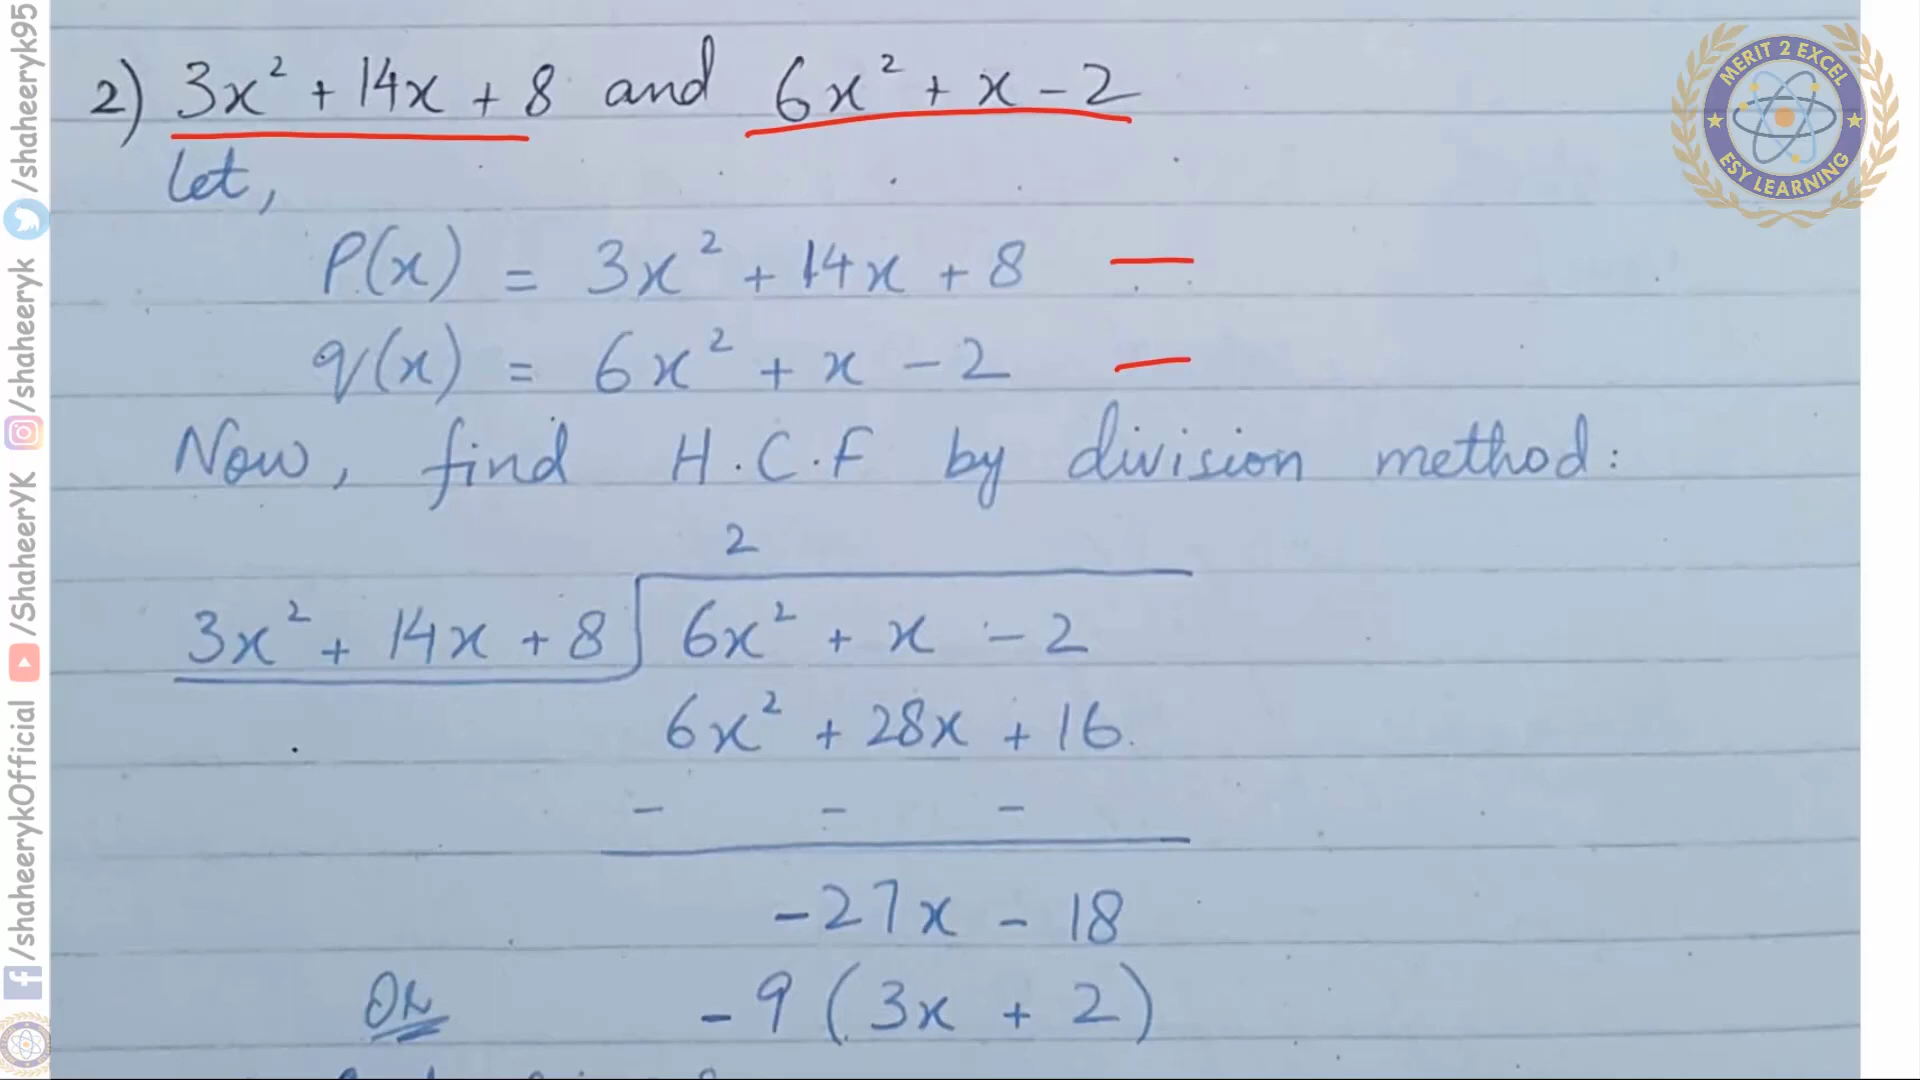 2) 3x² + 14x + 8 and 6x² + x - 2
Let,
P(x) = 3x² + 14x + 8
q(x) = 6x² + x - 2
Now, find H.C.F by division method:
2
3x² + 14x + 8 6x² + x - 2
6x² + 28x + 16
- - -
-27x - 18
OR -9 (3x + 2)
MERIT 2 EXCEL
ESY LEARNING
/shaheeryk95
/shaheeryk
/ShaheerYK
/shaheerykOfficial